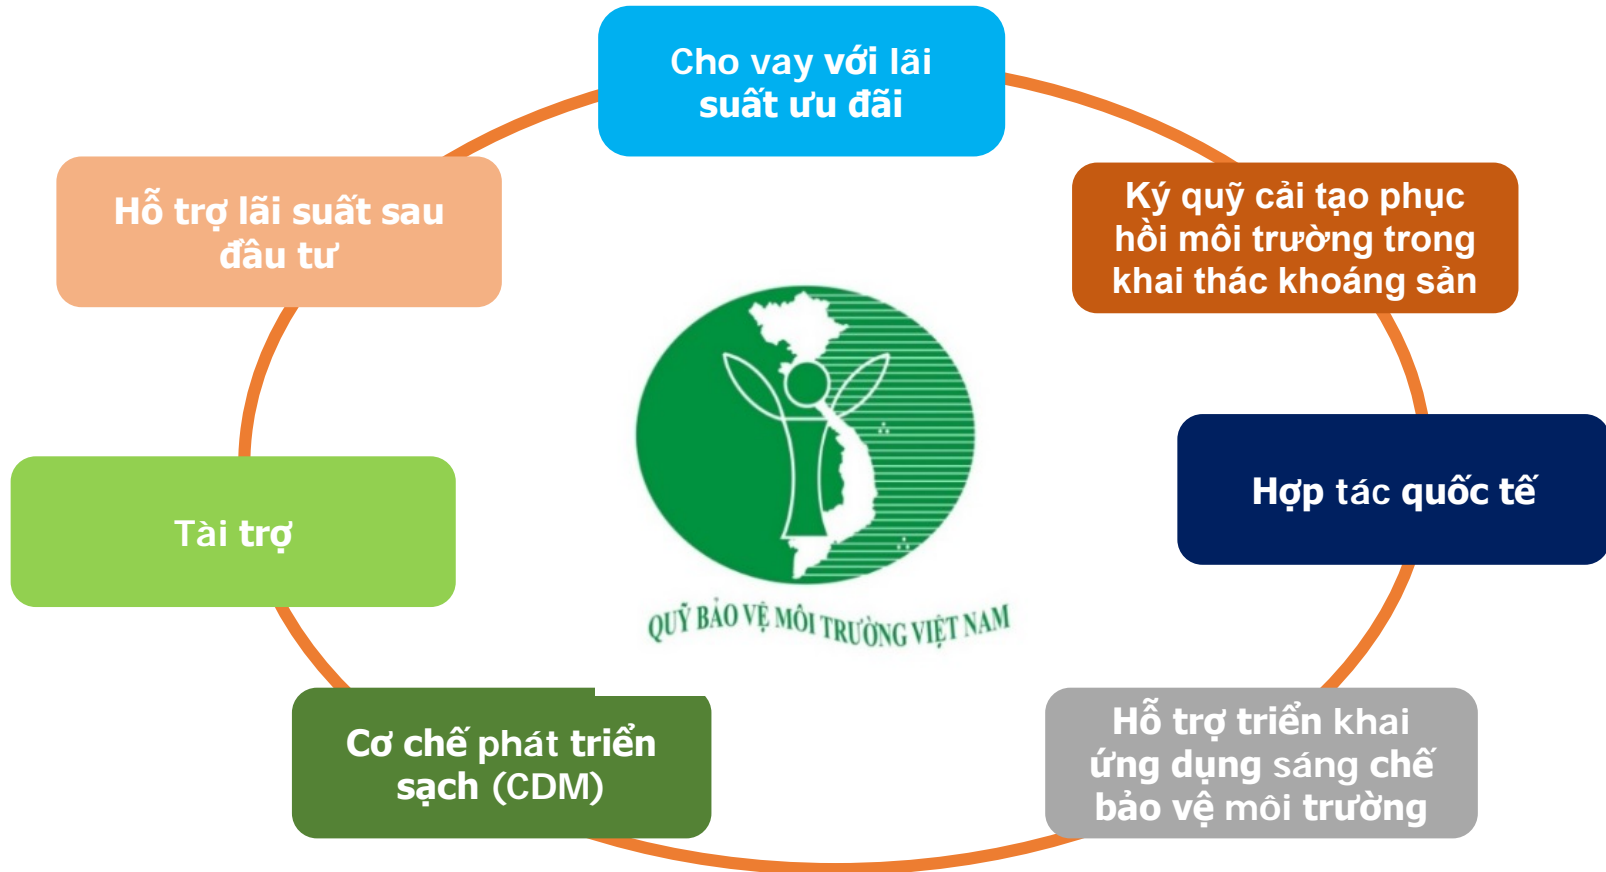 Cho vay với lãi
suất ưu đãi
Hỗ trợ lãi suất sau
đầu tư
Ký quỹ cải tạo phục
hồi môi trường trong
khai thác khoáng sản
Tài trợ
Hợp tác quốc tế
QUỸ BẢO VỆ MÔI TRƯỜNG VIỆT NAM
Cơ chế phát triển
sạch (CDM)
Hỗ trợ triển khai
ứng dụng sáng chế
bảo vệ môi trường